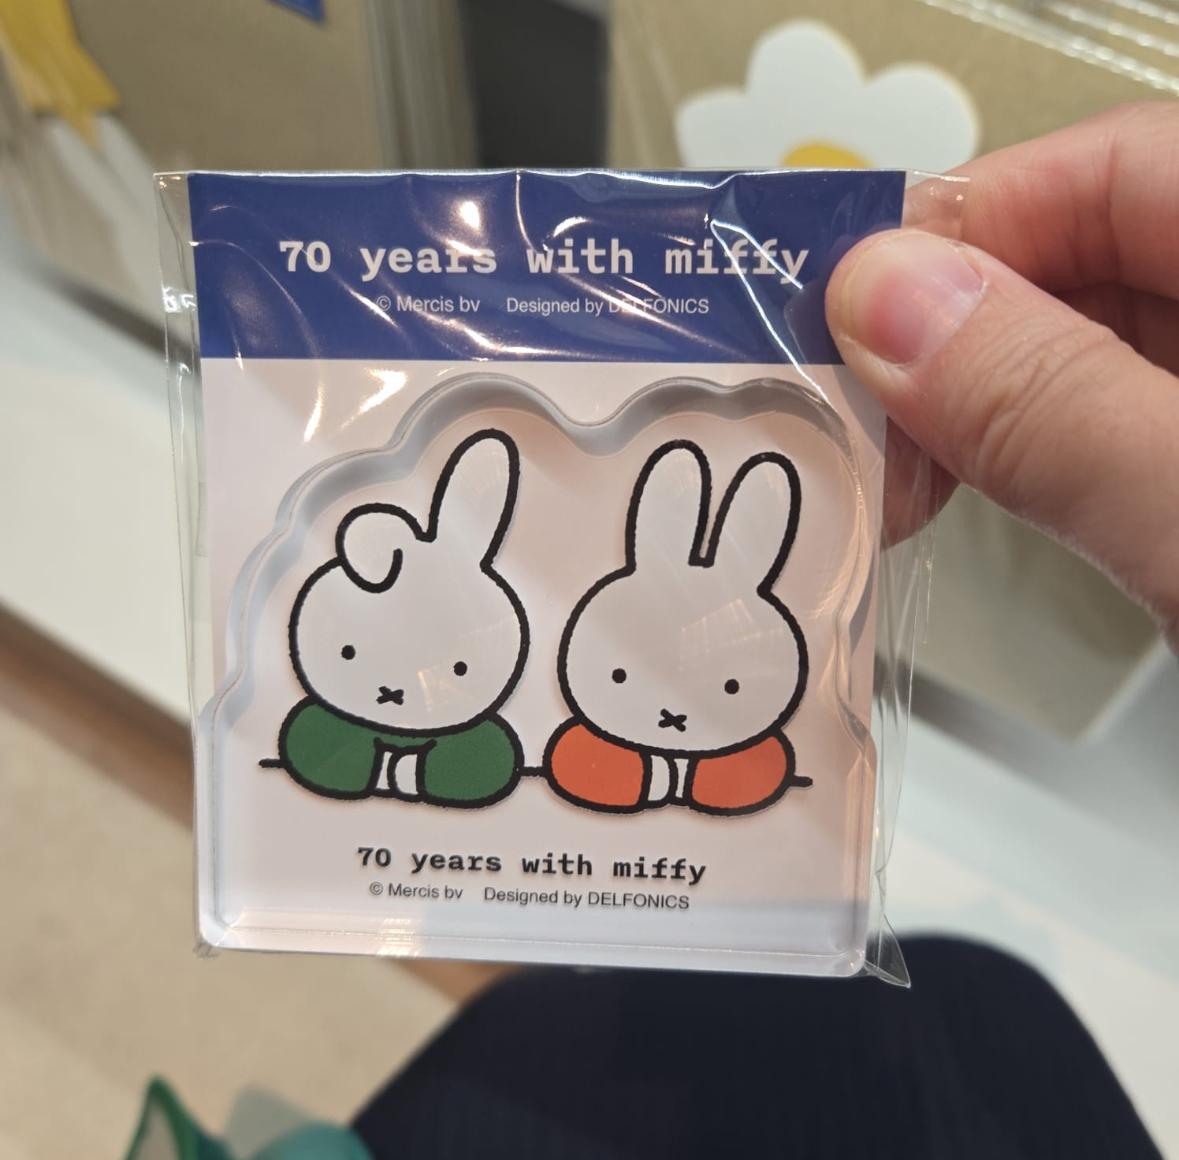 70 years with miffy
© Mercis bv Designed by DELFONICS
70 years with miffy
© Mercis bv Designed by DELFONICS